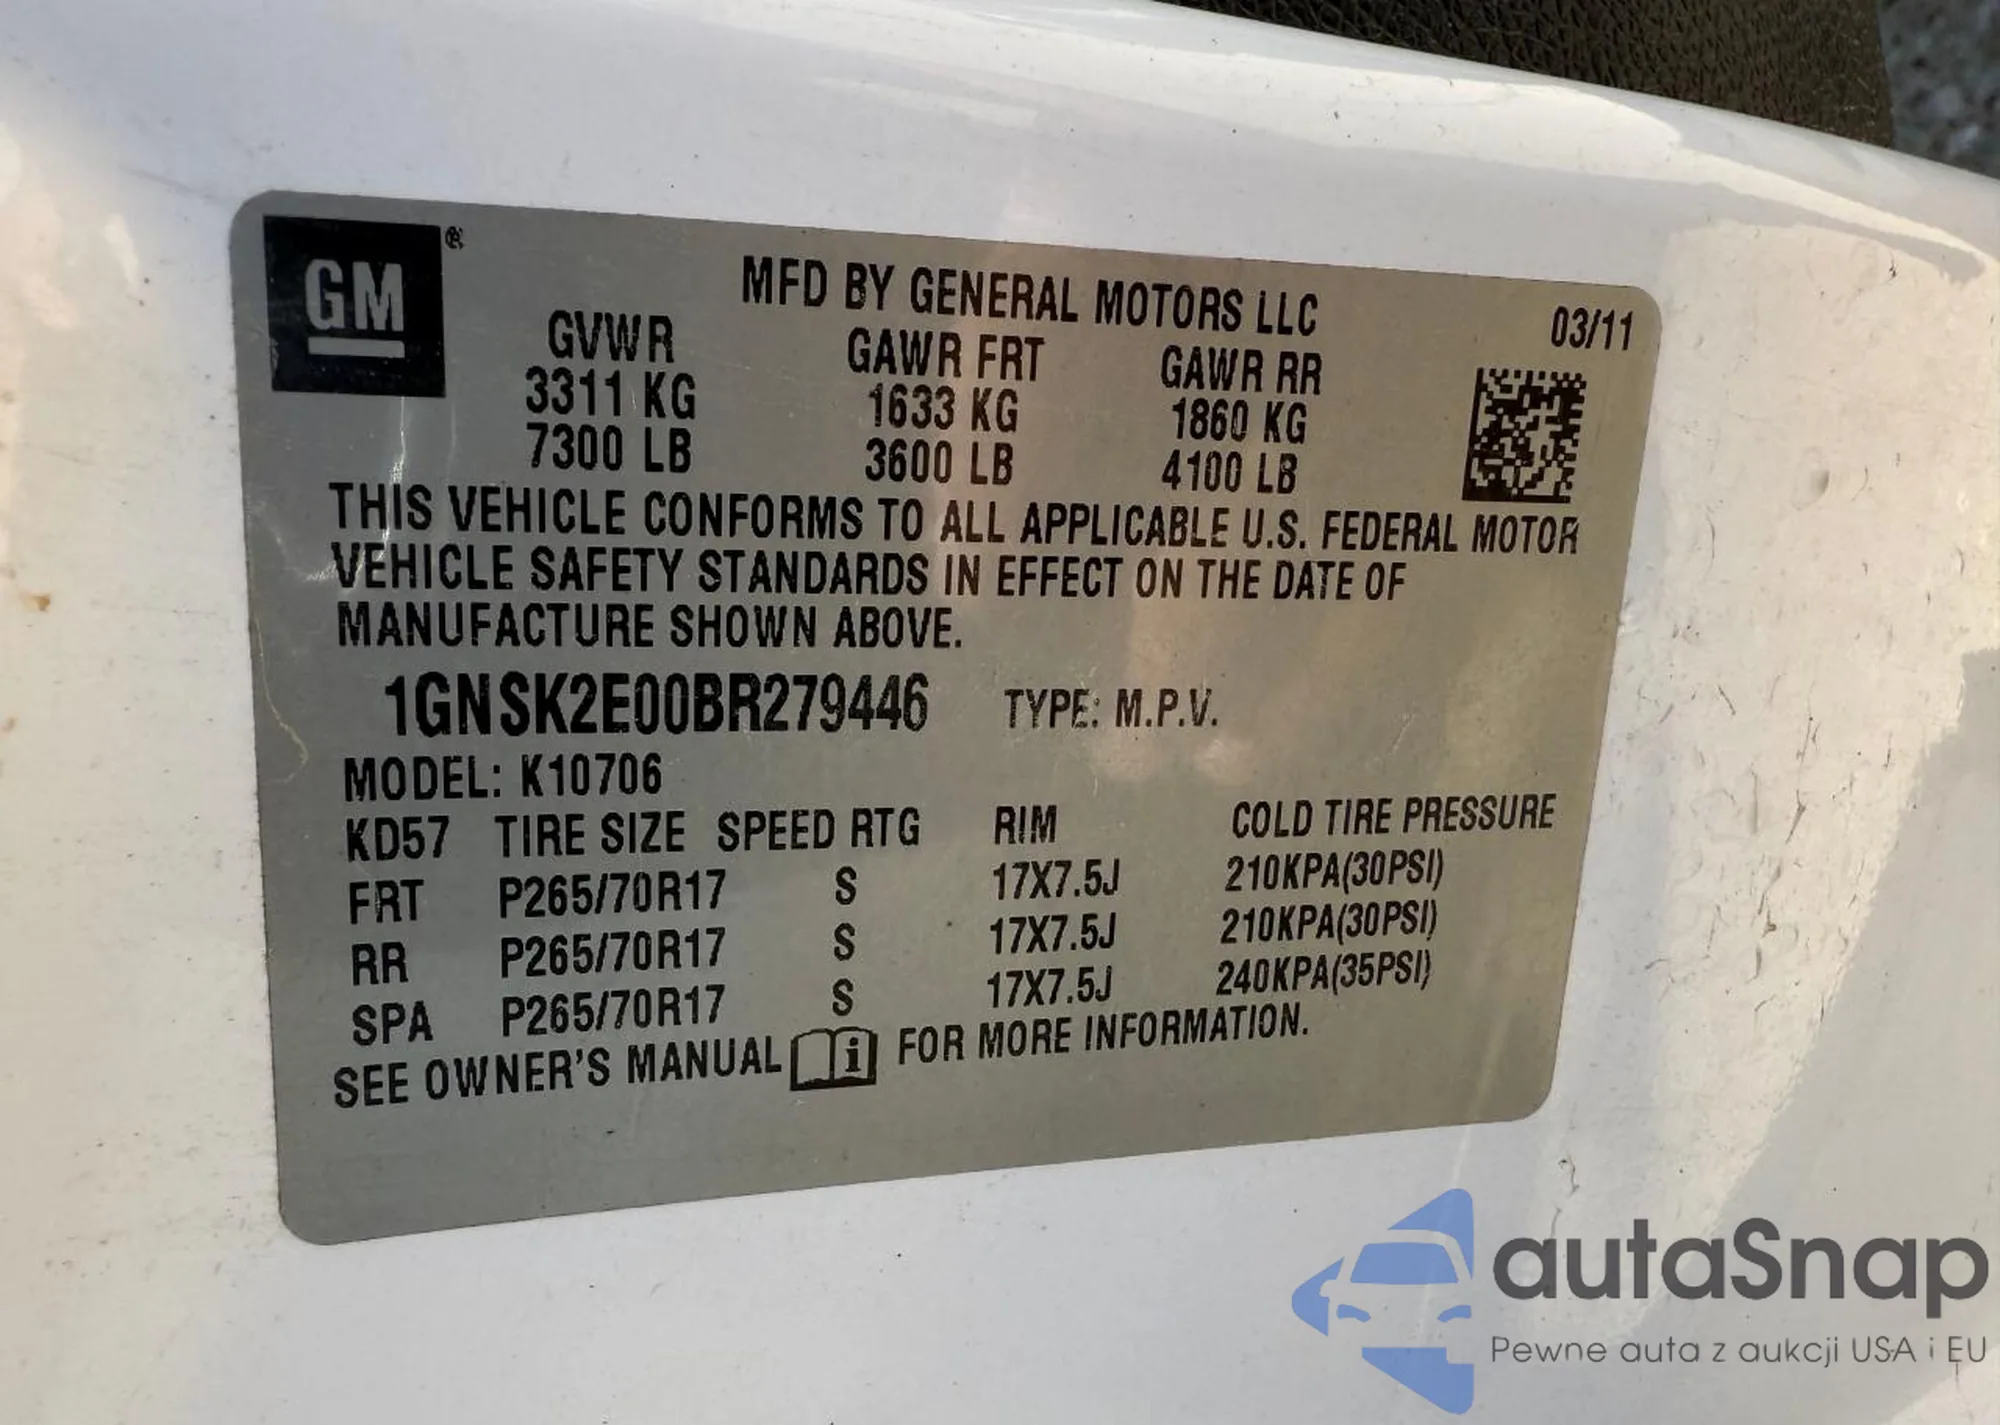 GM®
MFD BY GENERAL MOTORS LLC
03/11
GVWR GAWR FRT GAWR RR
3311 KG 1633 KG 1860 KG
7300 LB 3600 LB 4100 LB
THIS VEHICLE CONFORMS TO ALL APPLICABLE U.S. FEDERAL MOTOR
VEHICLE SAFETY STANDARDS IN EFFECT ON THE DATE OF
MANUFACTURE SHOWN ABOVE.
1GNSK2E00BR279446 TYPE: M.P.V.
MODEL: K10706
KD57 TIRE SIZE SPEED RTG RIM COLD TIRE PRESSURE
FRT P265/70R17 S 17X7.5J 210KPA(30PSI)
RR P265/70R17 S 17X7.5J 210KPA(30PSI)
SPA P265/70R17 S 17X7.5J 240KPA(35PSI)
SEE OWNER'S MANUAL i FOR MORE INFORMATION.
autaSnap
Pewne auta z aukcji USA i EU